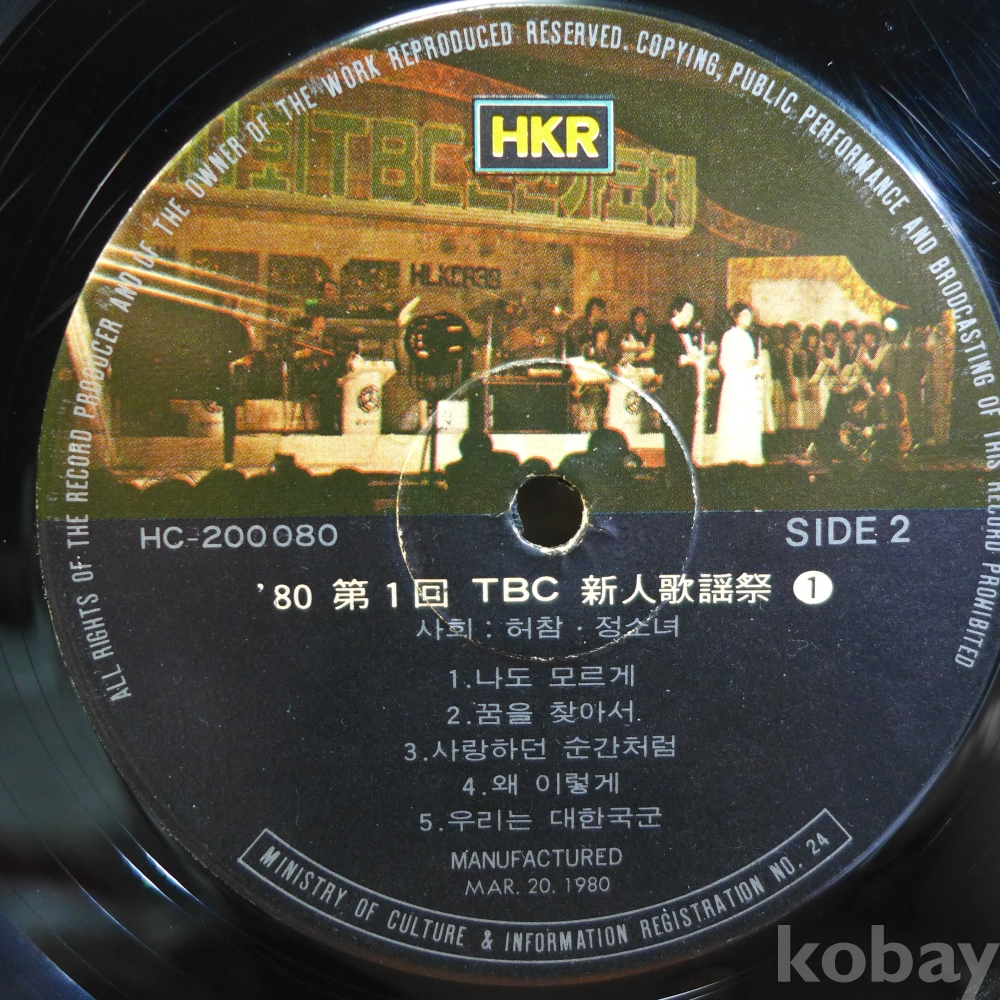 ALL RIGHTS OF THE RECORD PRODUCER AND OF THE OWNER OF THE WORK REPRODUCED RESERVED. COPYING, PUBLIC PERFORMANCE AND BRODCASTING OF THIS RECORD PROHIBITED
HKR
TBC
HLKC
HC-200080
SIDE 2
'80 第1回 TBC 新人歌謡祭 ①
사회 : 허참 · 정소녀
1.나도 모르게
2.꿈을 찾아서
3.사랑하던 순간처럼
4.왜 이렇게
5.우리는 대한국군
MANUFACTURED
MAR. 20. 1980
MINISTRY OF CULTURE & INFORMATION REGISTRATION NO. 24
kobay